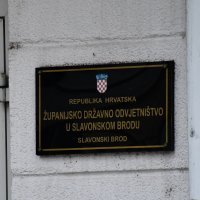 REPUBLIKA HRVATSKA
ŽUPANIJSKO DRŽAVNO ODVJETNIŠTVO
U SLAVONSKOM BRODU
SLAVONSKI BROD